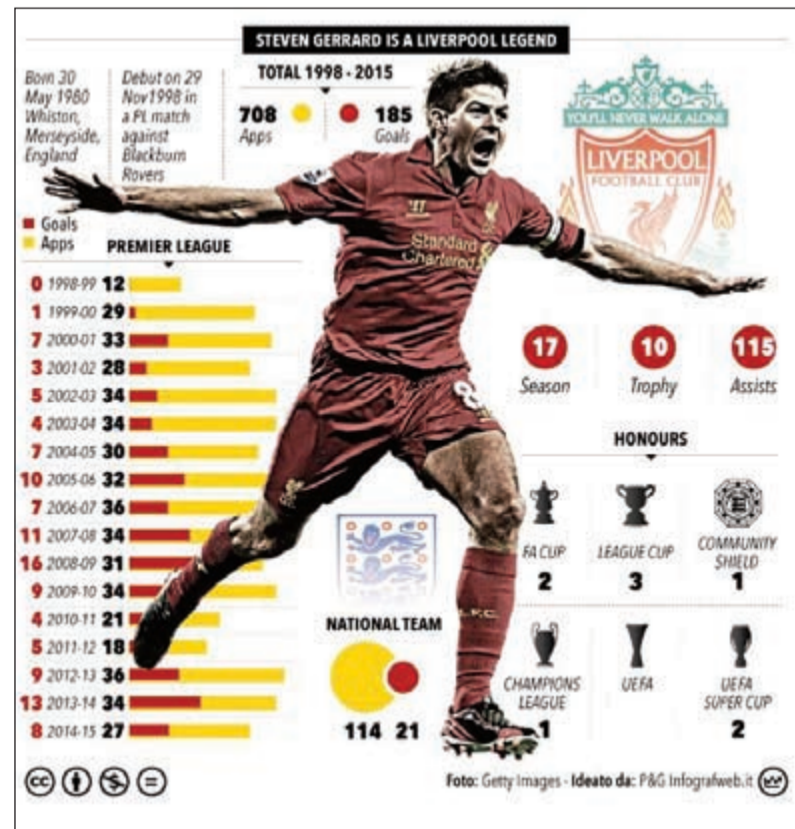 STEVEN GERRARD IS A LIVERPOOL LEGEND
Born 30
May 1980
Whiston,
Merseyside,
England
Debut on 29
Nov 1998 in
a PL match
against
Blackburn
Rovers
TOTAL 1998 - 2015
708
Apps
185
Goals
YOU'LL NEVER WALK ALONE
LIVERPOOL
FOOTBALL CLUB
Goals
Apps
PREMIER LEAGUE
0 1998-99 12
1 1999-00 29
7 2000-01 33
3 2001-02 28
5 2002-03 34
4 2003-04 34
7 2004-05 30
10 2005-06 32
7 2006-07 36
11 2007-08 34
16 2008-09 31
9 2009-10 34
4 2010-11 21
5 2011-12 18
9 2012-13 36
13 2013-14 34
8 2014-15 27
Standard
Chartered
8
L.F.C.
17
Season
10
Trophy
115
Assists
HONOURS
FA CUP
2
LEAGUE CUP
3
COMMUNITY
SHIELD
1
CHAMPIONS
LEAGUE
1
UEFA
UEFA
SUPER CUP
2
NATIONAL TEAM
114 21
cc
Foto: Getty Images - Ideato da: P&G Infografweb.it